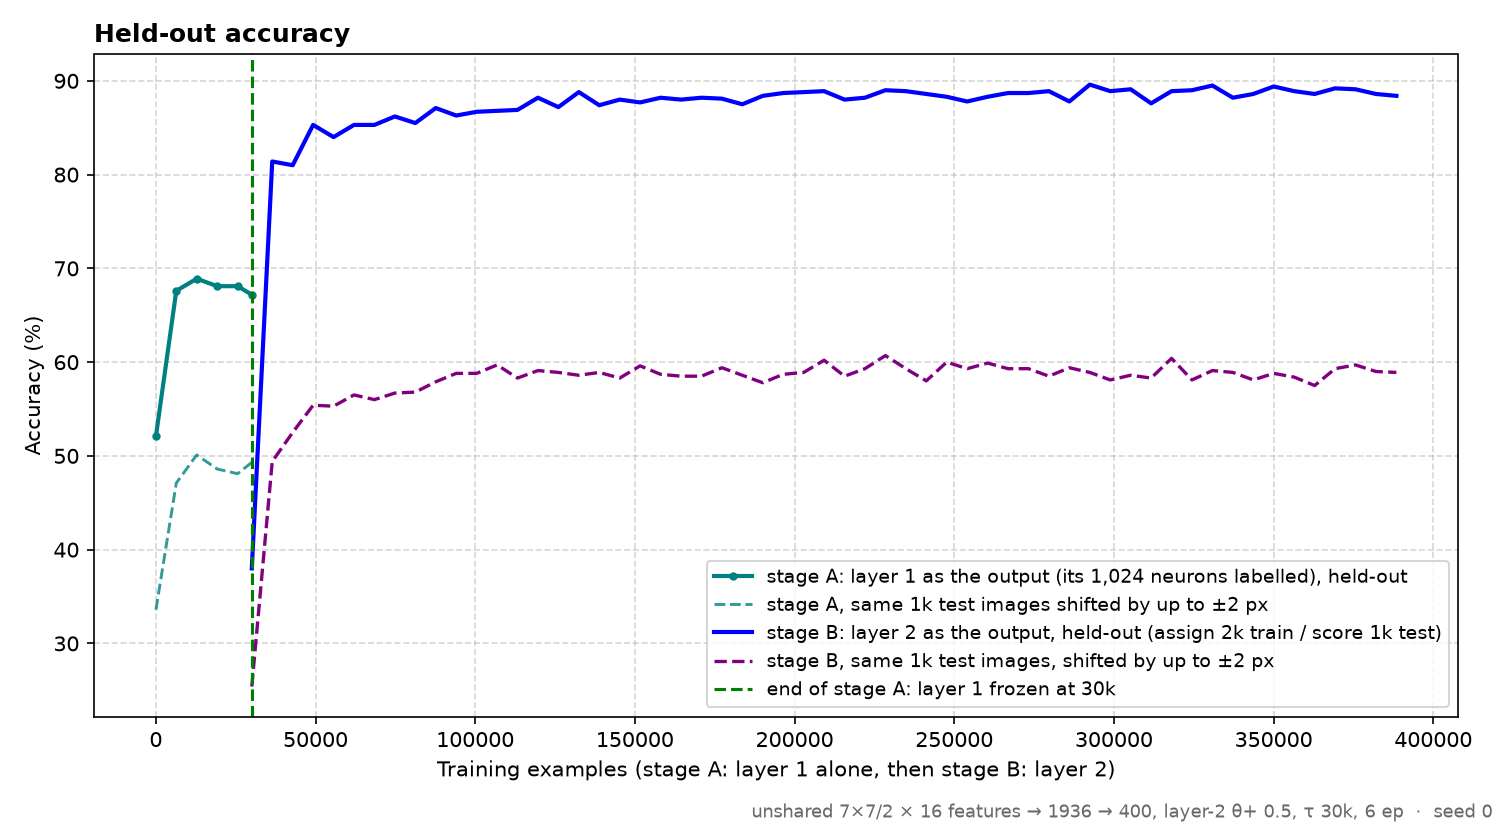 Held-out accuracy
90
80
70
60
50
40
30
Accuracy (%)
stage A: layer 1 as the output (its 1,024 neurons labelled), held-out
stage A, same 1k test images shifted by up to ±2 px
stage B: layer 2 as the output, held-out (assign 2k train / score 1k test)
stage B, same 1k test images, shifted by up to ±2 px
end of stage A: layer 1 frozen at 30k
0 50000 100000 150000 200000 250000 300000 350000 400000
Training examples (stage A: layer 1 alone, then stage B: layer 2)
unshared 7×7/2 × 16 features → 1936 → 400, layer-2 θ+ 0.5, τ 30k, 6 ep · seed 0